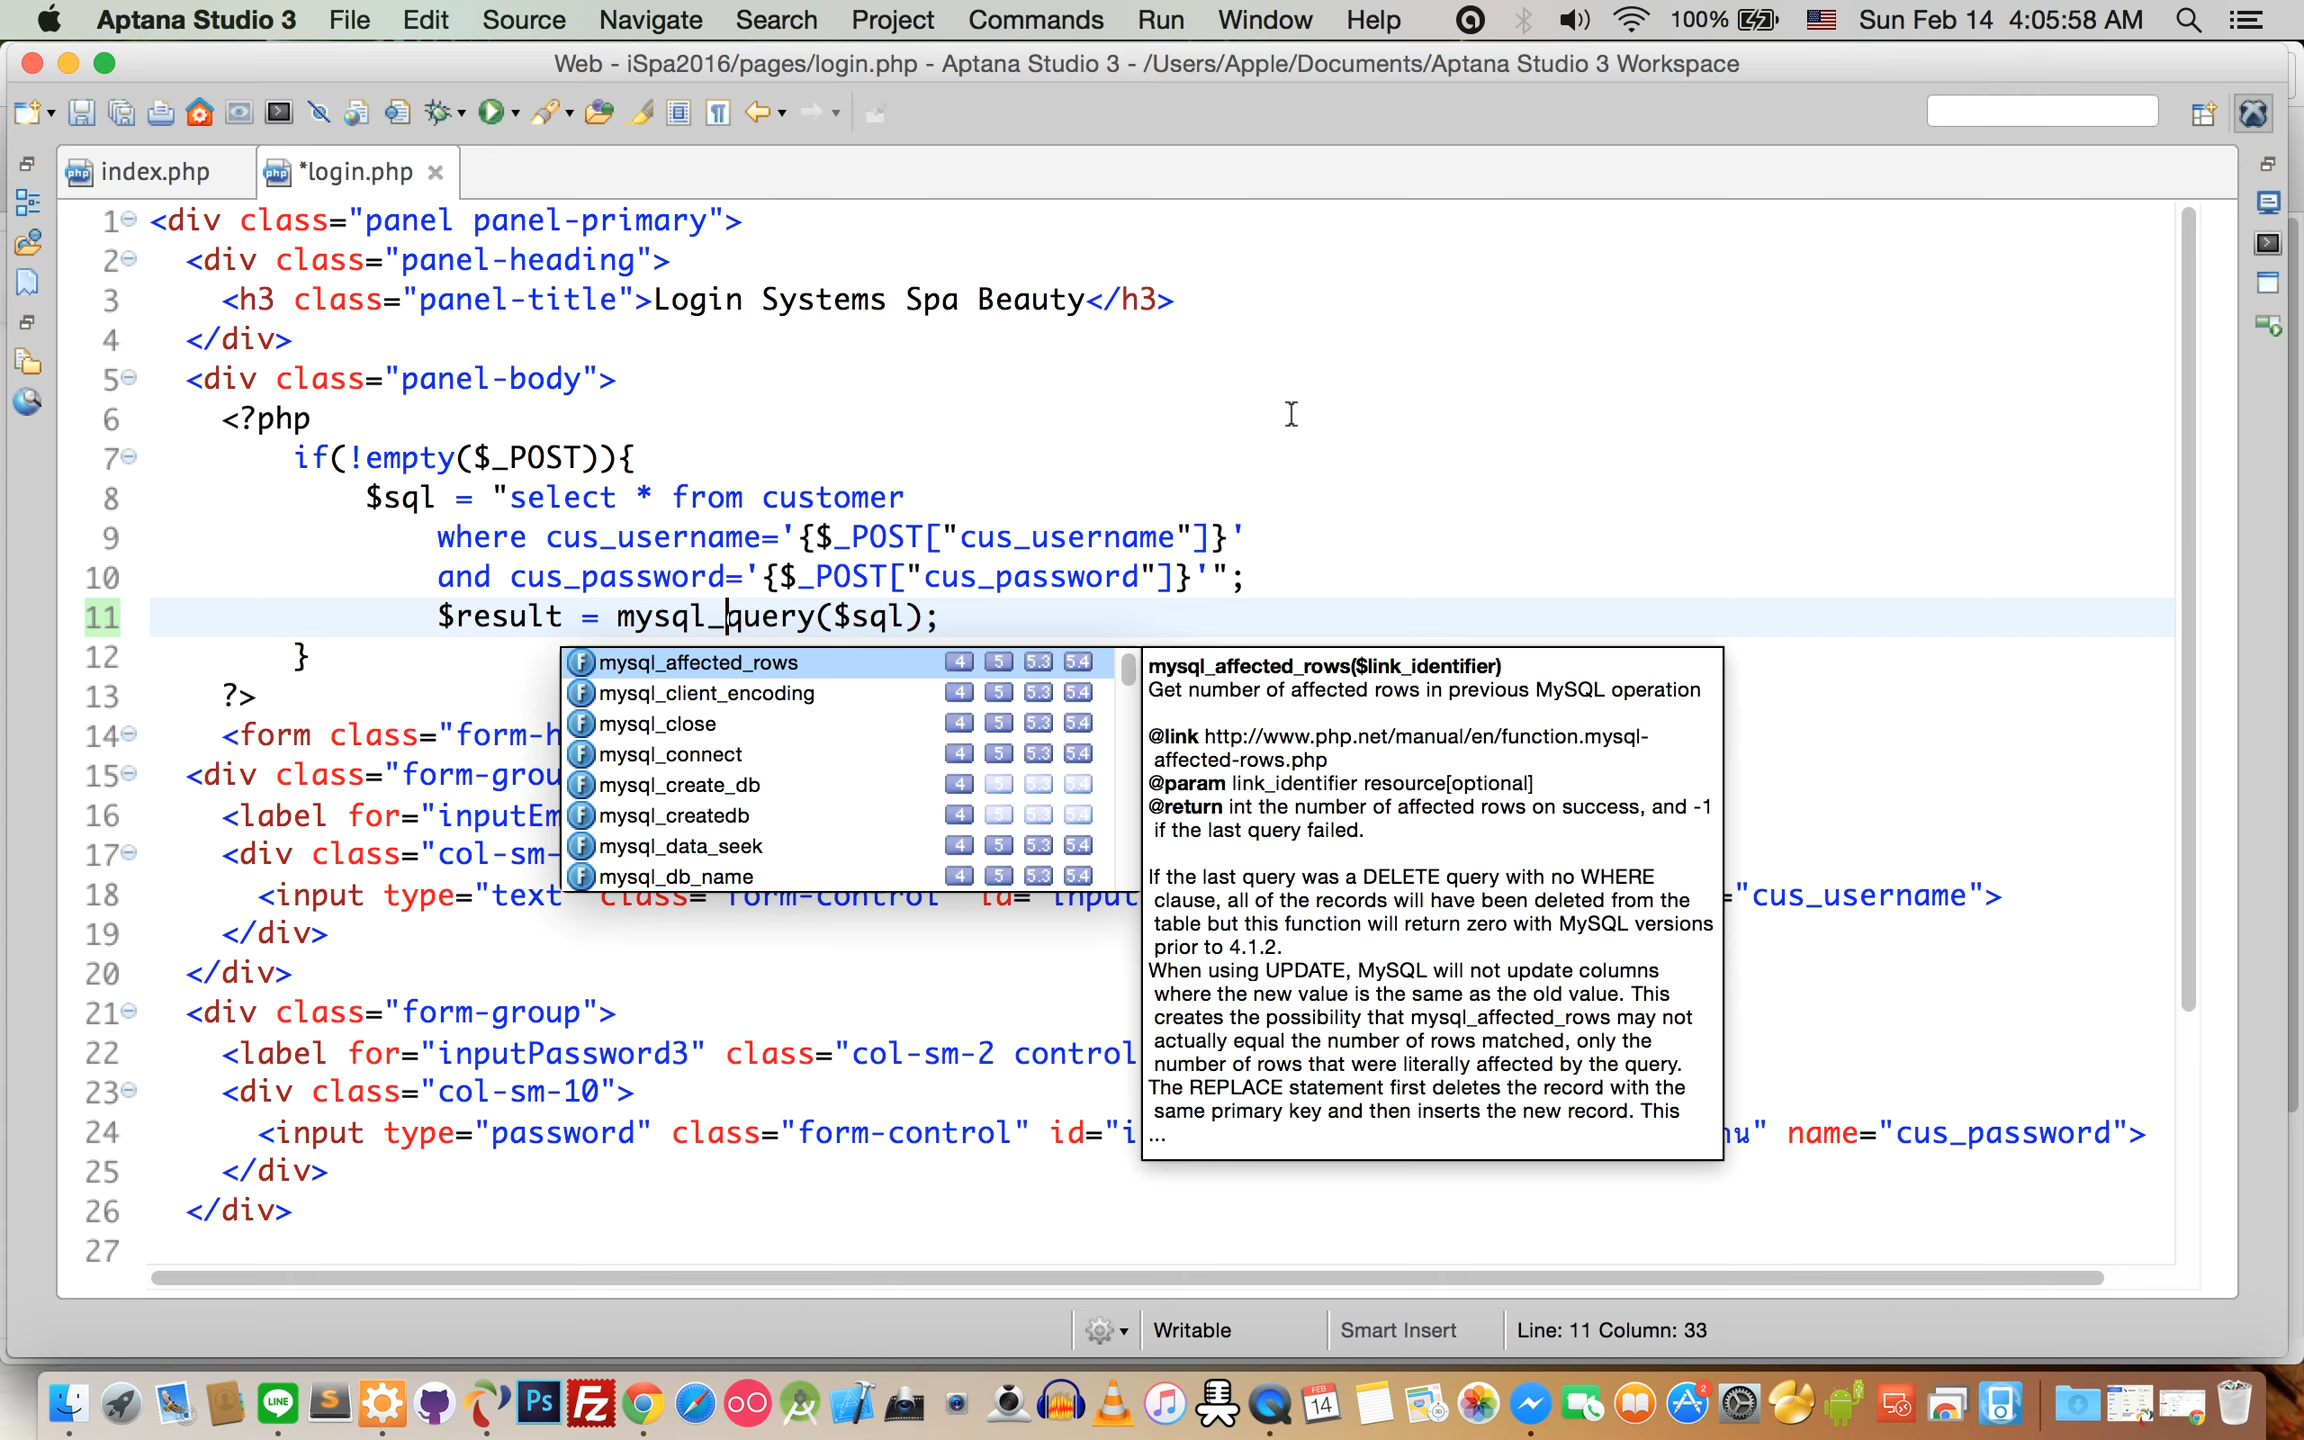 Aptana Studio 3 File Edit Source Navigate Search Project Commands Run Window Help 100% Sun Feb 14 4:05:58 AM
Web - iSpa2016/pages/login.php - Aptana Studio 3 - /Users/Apple/Documents/Aptana Studio 3 Workspace
index.php *login.php
1 <div class="panel panel-primary">
2 <div class="panel-heading">
3 <h3 class="panel-title">Login Systems Spa Beauty</h3>
4 </div>
5 <div class="panel-body">
6 <?php
7 if(!empty($_POST)){
8 $sql = "select * from customer
9 where cus_username='{$_POST["cus_username"]}'
10 and cus_password='{$_POST["cus_password"]}'";
11 $result = mysql_query($sql);
12 }
13 ?>
14 <form class="form-h
15 <div class="form-grou
16 <label for="inputEm
17 <div class="col-sm-
18 <input type="text" class="form-control" id="input ="cus_username">
19 </div>
20 </div>
21 <div class="form-group">
22 <label for="inputPassword3" class="col-sm-2 control
23 <div class="col-sm-10">
24 <input type="password" class="form-control" id="i าน" name="cus_password">
25 </div>
26 </div>
27
mysql_affected_rows 4 5 5.3 5.4
mysql_client_encoding 4 5 5.3 5.4
mysql_close 4 5 5.3 5.4
mysql_connect 4 5 5.3 5.4
mysql_create_db 4 5 5.3 5.4
mysql_createdb 4 5 5.3 5.4
mysql_data_seek 4 5 5.3 5.4
mysql_db_name 4 5 5.3 5.4
mysql_affected_rows($link_identifier)
Get number of affected rows in previous MySQL operation
@link http://www.php.net/manual/en/function.mysql-
affected-rows.php
@param link_identifier resource[optional]
@return int the number of affected rows on success, and -1
if the last query failed.
If the last query was a DELETE query with no WHERE
clause, all of the records will have been deleted from the
table but this function will return zero with MySQL versions
prior to 4.1.2.
When using UPDATE, MySQL will not update columns
where the new value is the same as the old value. This
creates the possibility that mysql_affected_rows may not
actually equal the number of rows matched, only the
number of rows that were literally affected by the query.
The REPLACE statement first deletes the record with the
same primary key and then inserts the new record. This
...
Writable Smart Insert Line: 11 Column: 33
LINE Ps Fz FEB 14 2